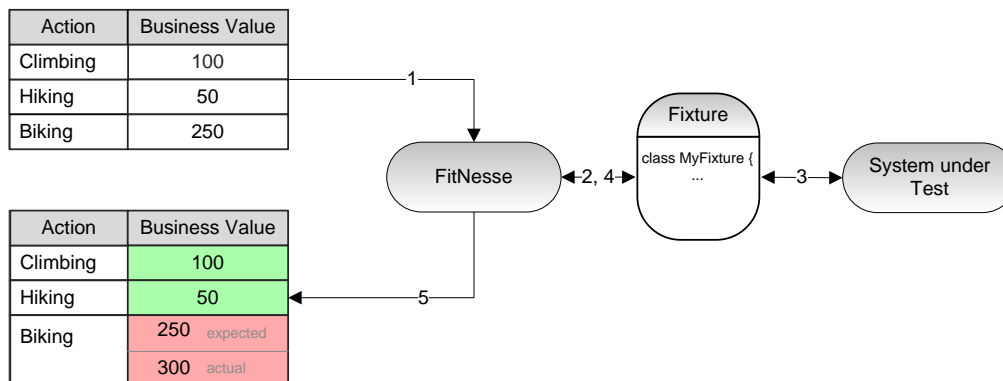 Action Business Value
Climbing 100
Hiking 50
Biking 250
1
FitNesse
2, 4
Fixture
class MyFixture {
...
3
System under
Test
Action Business Value
Climbing 100
Hiking 50
Biking 250 expected
300 actual
5